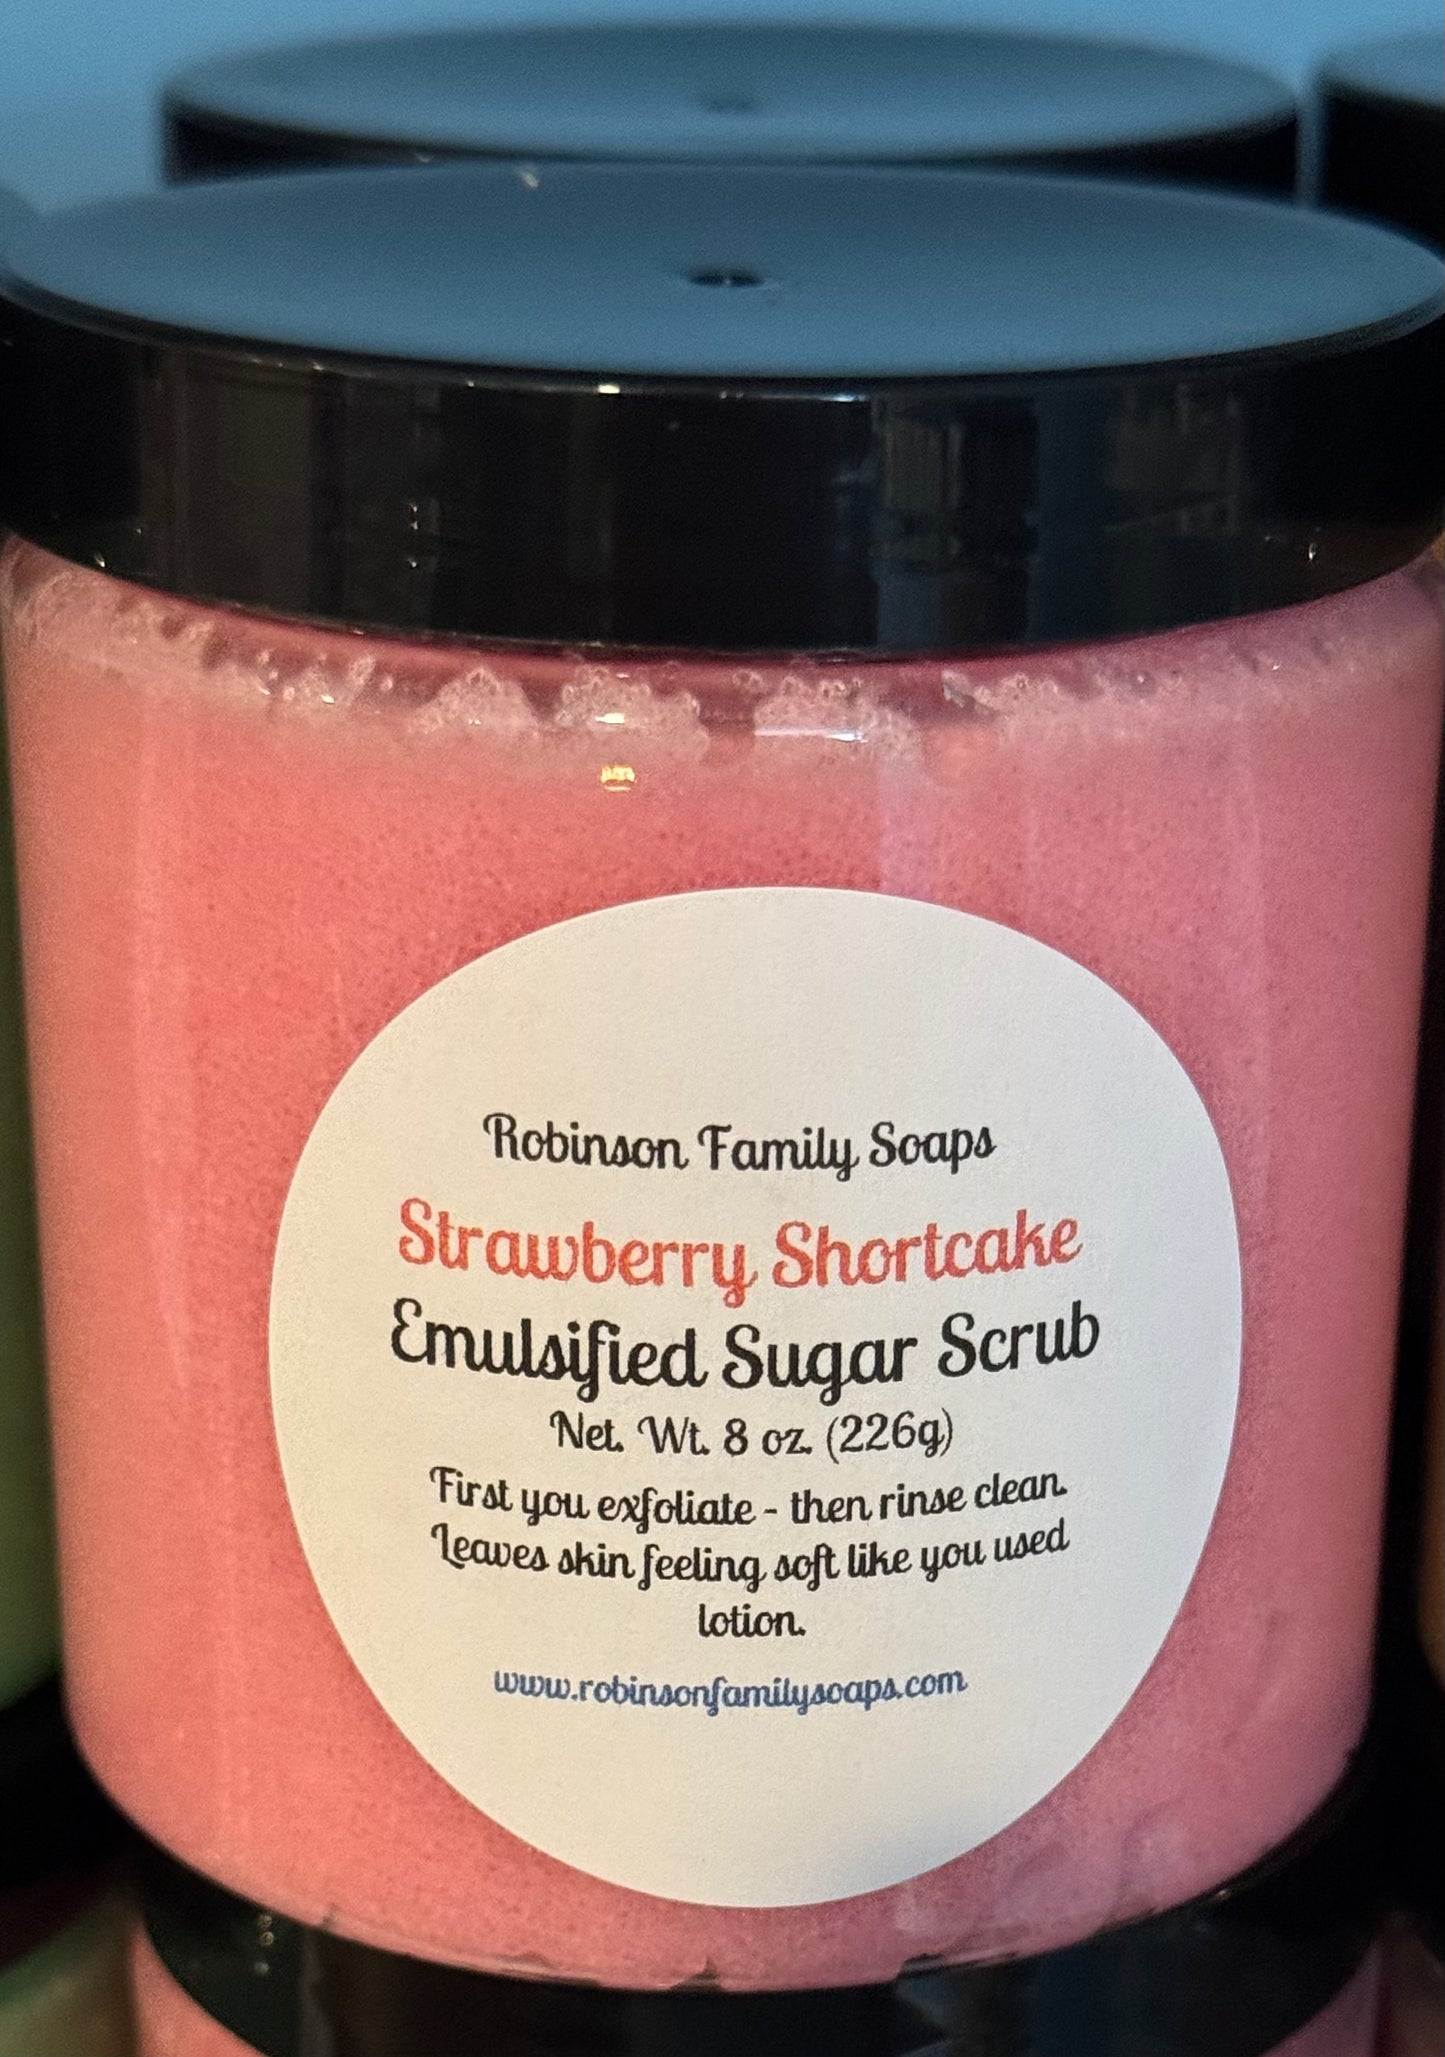 Robinson Family Soaps
Strawberry Shortcake
Emulsified Sugar Scrub
Net. Wt. 8 oz. (226g)
First you exfoliate - then rinse clean.
Leaves skin feeling soft like you used
lotion.
www.robinsonfamilysoaps.com